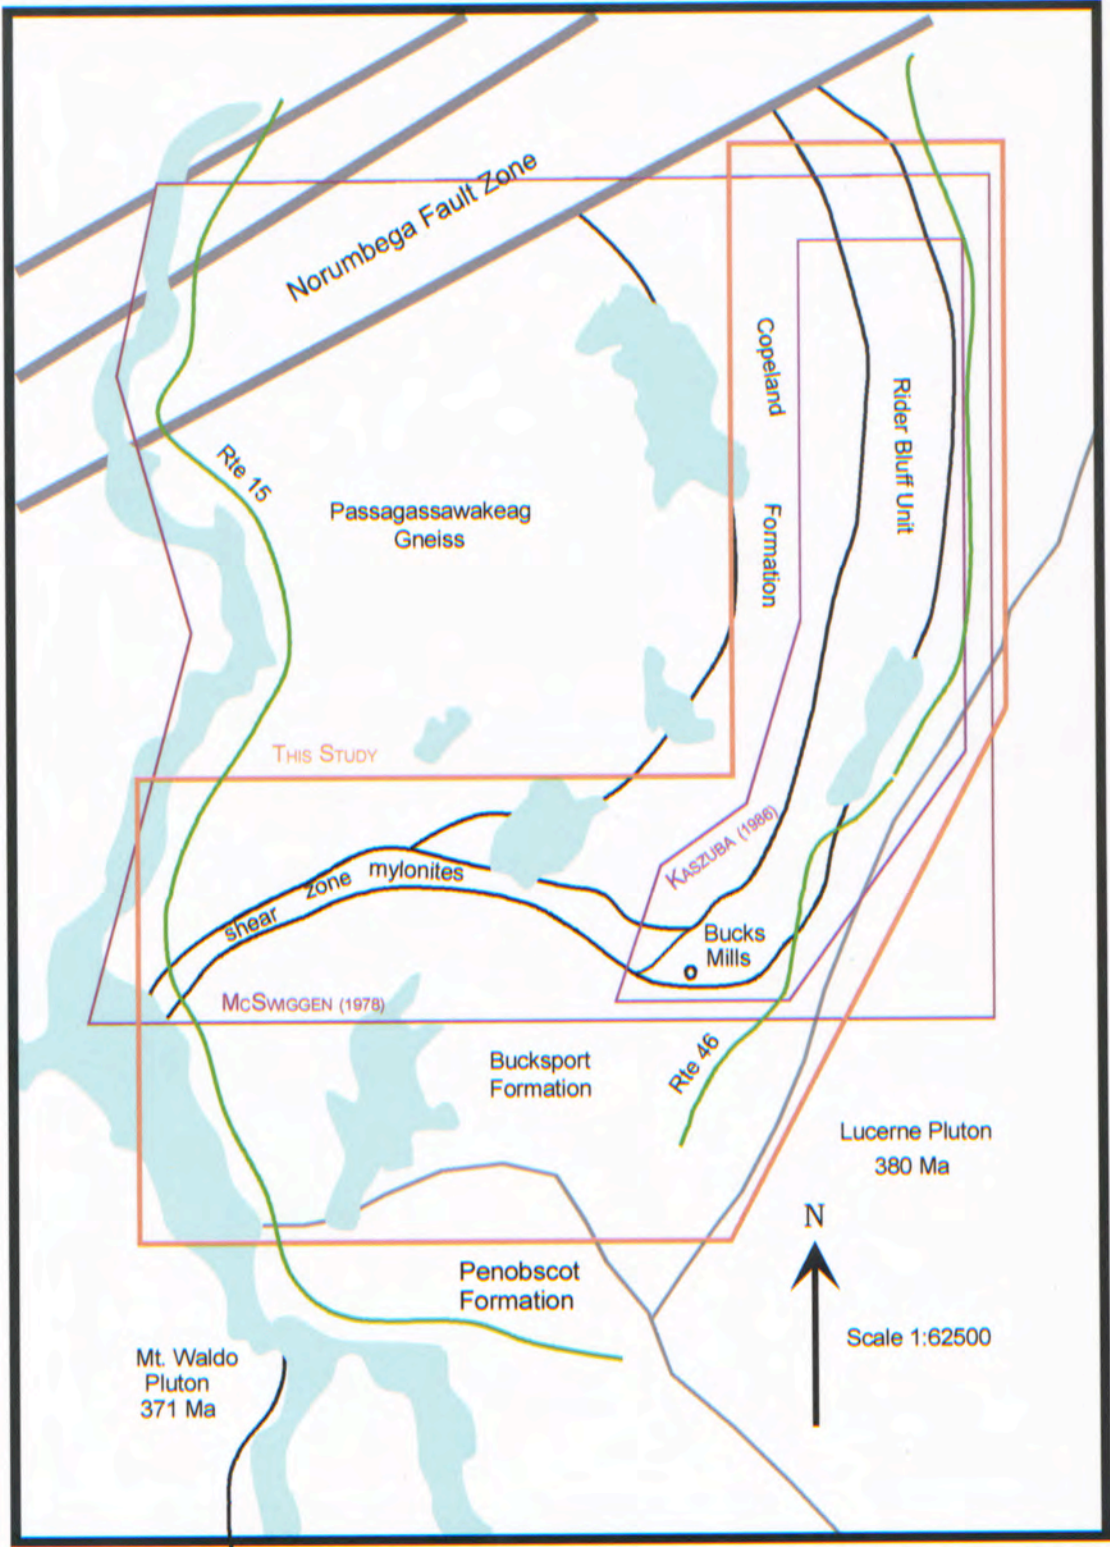 Norumbega Fault Zone
Copeland
Formation
Rider Bluff Unit
Rte 15
Passagassawakeag
Gneiss
THIS STUDY
KASZUBA (1986)
shear zone mylonites
Bucks
Mills
MCSWIGGEN (1978)
Bucksport
Formation
Rte 46
Lucerne Pluton
380 Ma
N
Penobscot
Formation
Scale 1:62500
Mt. Waldo
Pluton
371 Ma